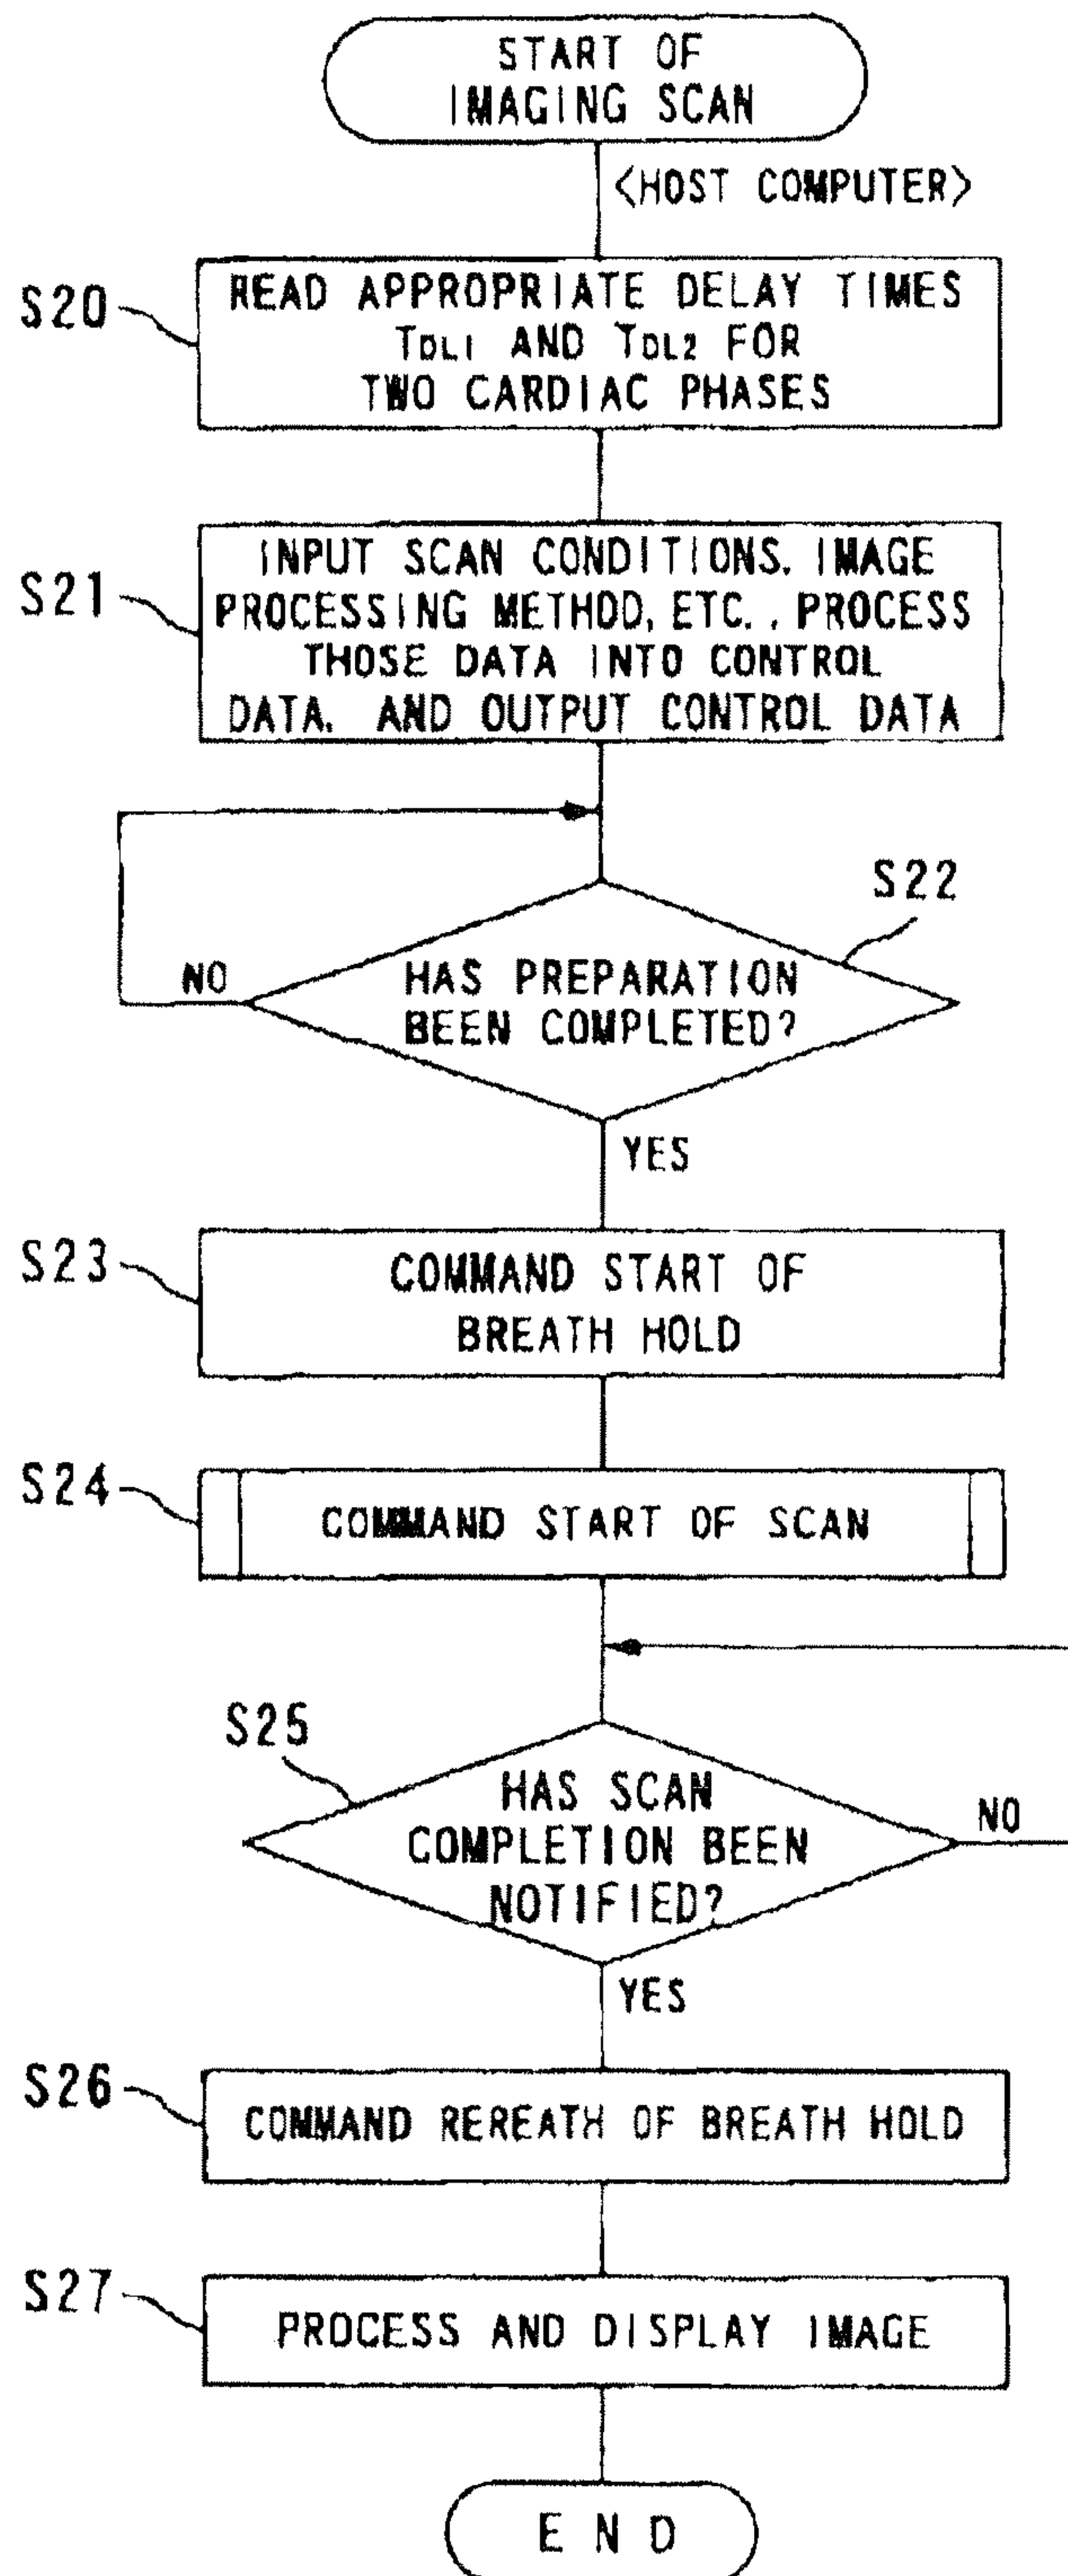 START OF
IMAGING SCAN
<HOST COMPUTER>
S20
READ APPROPRIATE DELAY TIMES
TDL1 AND TDL2 FOR
TWO CARDIAC PHASES
S21
INPUT SCAN CONDITIONS. IMAGE
PROCESSING METHOD, ETC., PROCESS
THOSE DATA INTO CONTROL
DATA. AND OUTPUT CONTROL DATA
S22
NO
HAS PREPARATION
BEEN COMPLETED?
YES
S23
COMMAND START OF
BREATH HOLD
S24
COMMAND START OF SCAN
S25
HAS SCAN
COMPLETION BEEN
NOTIFIED?
NO
YES
S26
COMMAND REREATH OF BREATH HOLD
S27
PROCESS AND DISPLAY IMAGE
END